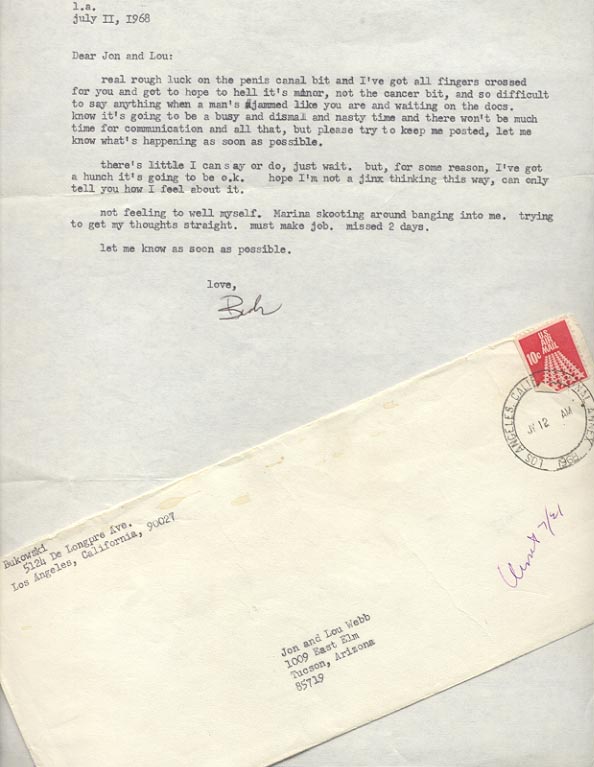 l.a.
july II, 1968
Dear Jon and Lou:
real rough luck on the penis canal bit and I've got all fingers crossed
for you and got to hope to hell it's minor, not the cancer bit, and so difficult
to say anything when a man's jammed like you are and waiting on the docs.
know it's going to be a busy and dismal and nasty time and there won't be much
time for communication and all that, but please try to keep me posted, let me
know what's happening as soon as possible.
there's little I can s ay or do, just wait. but, for some reason, I've got
a hunch it's going to be o.k. hope I'm not a jinx thinking this way, can only
tell you how I feel about it.
not feeling to well myself. Marina skooting around banging into me. trying
to get my thoughts straight. must make job. missed 2 days.
let me know as soon as possible.
love,
Buk
U.S.
AIR
MAIL
10c
LOS ANGELES, CALIF
12 AM
1968
Bukowski
5124 De Longpre Ave.
Los Angeles, California, 90027
7/21
Jon and Lou Webb
1009 East Elm
Tucson, Arizona
85719